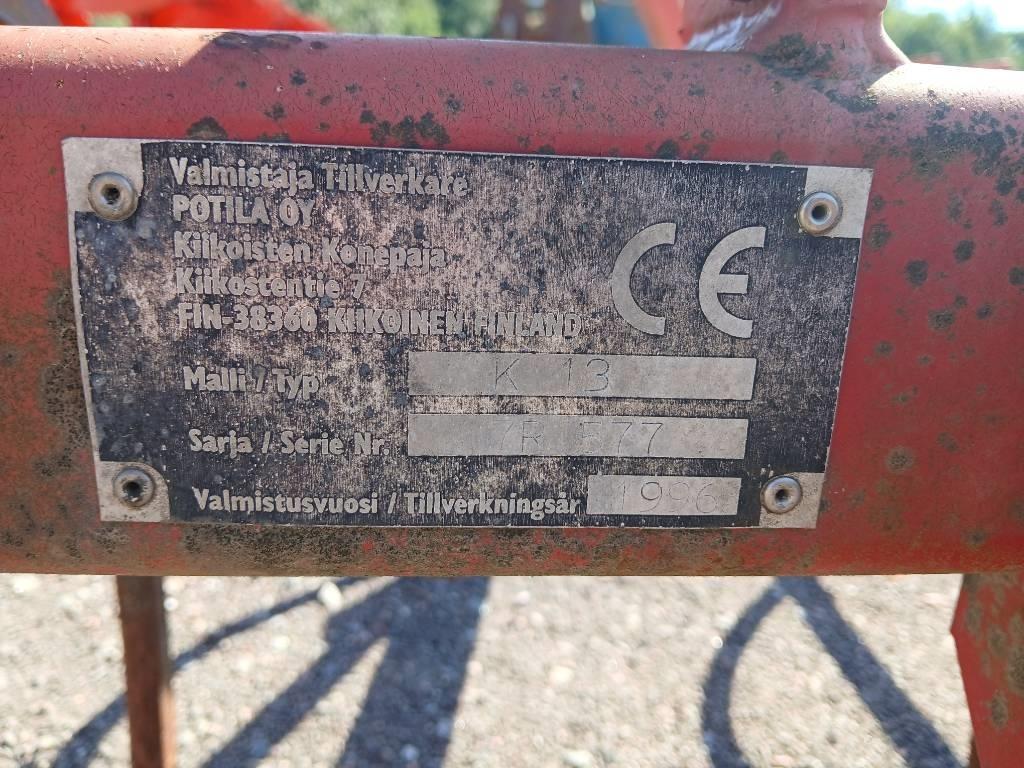 Valmistaja Tillverkare
POTILA OY
Kiikoisten Konepaja
Kiikostentie 7
FIN-38360 KIIKOINEN-FINLAND
CE
Malli / Typ K 13
Sarja / Serie Nr. 7R 577
Valmistusvuosi / Tillverkningsår 1996